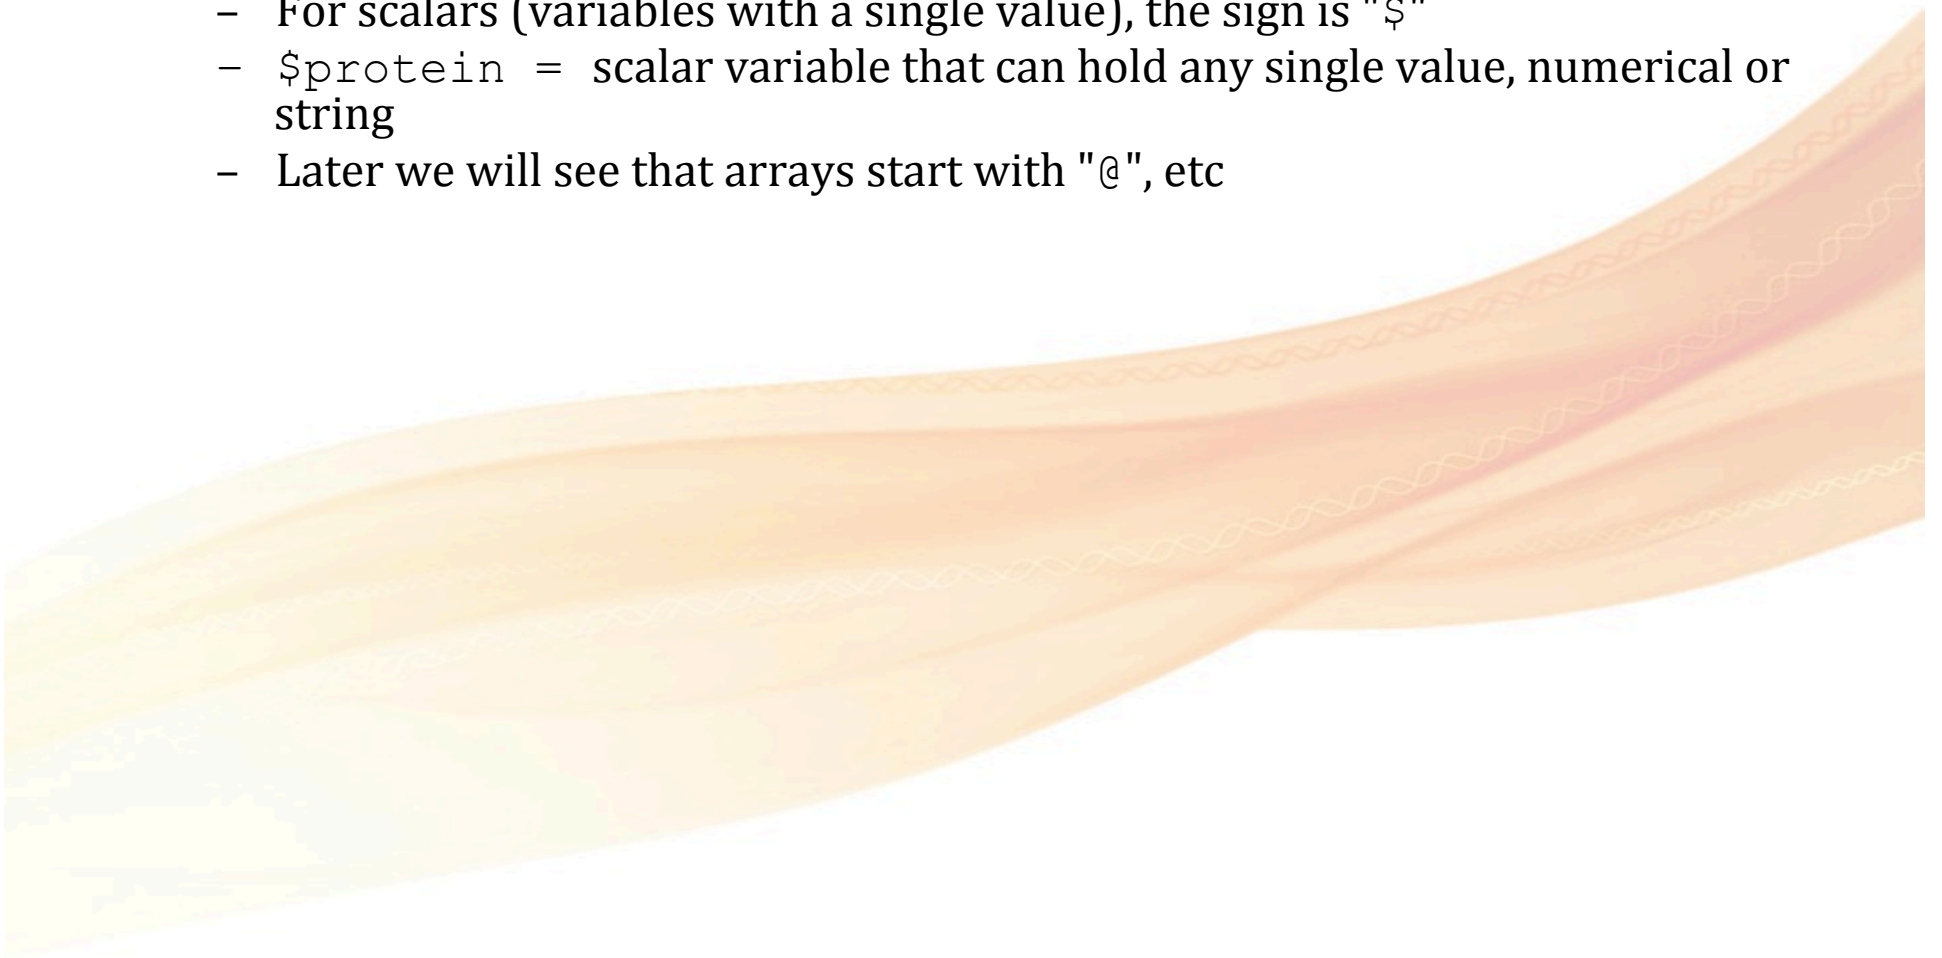 – For scalars (variables with a single value), the sign is "$"
– $protein = scalar variable that can hold any single value, numerical or
string
– Later we will see that arrays start with "@", etc